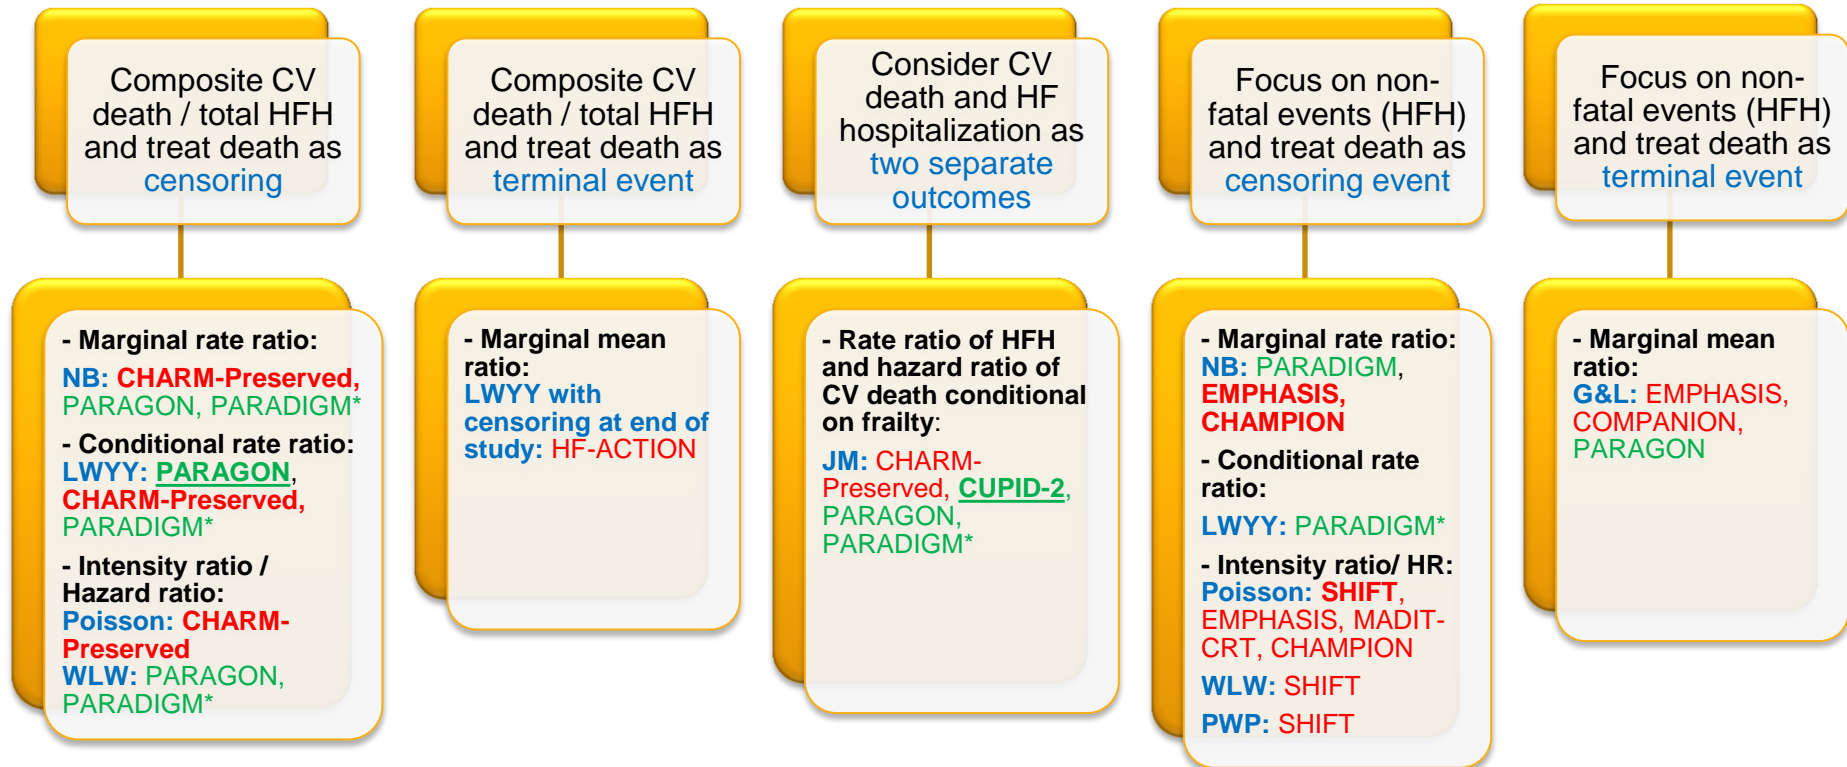 Composite CV
death / total HFH
and treat death as
censoring
- Marginal rate ratio:
NB: CHARM-Preserved,
PARAGON, PARADIGM*
- Conditional rate ratio:
LWYY: PARAGON,
CHARM-Preserved,
PARADIGM*
- Intensity ratio /
Hazard ratio:
Poisson: CHARM-
Preserved
WLW: PARAGON,
PARADIGM*
Composite CV
death / total HFH
and treat death as
terminal event
- Marginal mean
ratio:
LWYY with
censoring at end of
study: HF-ACTION
Consider CV
death and HF
hospitalization as
two separate
outcomes
- Rate ratio of HFH
and hazard ratio of
CV death conditional
on frailty:
JM: CHARM-
Preserved, CUPID-2,
PARAGON,
PARADIGM*
Focus on non-
fatal events (HFH)
and treat death as
censoring event
- Marginal rate ratio:
NB: PARADIGM,
EMPHASIS,
CHAMPION
- Conditional rate
ratio:
LWYY: PARADIGM*
- Intensity ratio/ HR:
Poisson: SHIFT,
EMPHASIS, MADIT-
CRT, CHAMPION
WLW: SHIFT
PWP: SHIFT
Focus on non-
fatal events (HFH)
and treat death as
terminal event
- Marginal mean
ratio:
G&L: EMPHASIS,
COMPANION,
PARAGON